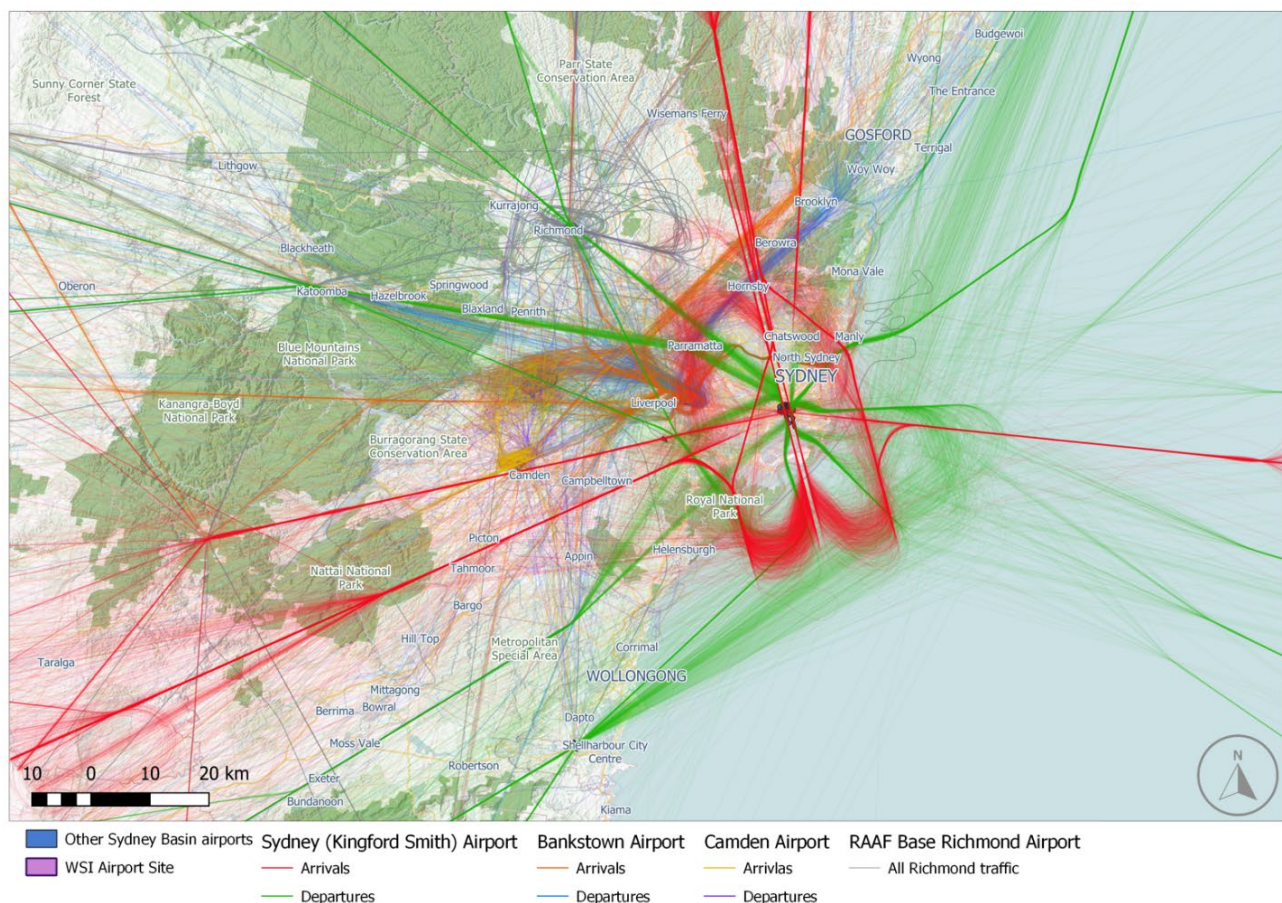 Budgewoi
Wyong
Parr State
Conservation Area
Sunny Corner State
Forest
The Entrance
Wisemans Ferry
GOSFORD
Terrigal
Lithgow
Woy Woy
Kurrajong
Brooklyn
Richmond
Blackheath
Berowra
Mona Vale
Oberon
Springwood
Hornsby
Katoomba
Hazelbrook
Blaxland
Penrith
Chatswood
Manly
Parramatta
Blue Mountains
National Park
North Sydney
SYDNEY
Kanangra-Boyd
National Park
Liverpool
Burragorang State
Conservation Area
Camden
Campbelltown
Royal National
Park
Picton
Helensburgh
Appin
Tahmoor
Nattai National
Park
Bargo
Hill Top
Metropolitan
Special Area
Corrimal
Taralga
WOLLONGONG
Mittagong
Berrima
Bowral
Dapto
Moss Vale
Shellharbour City
Centre
Robertson
Exeter
Bundanoon
Kiama
10 0 10 20 km
N
Other Sydney Basin airports
WSI Airport Site
Sydney (Kingford Smith) Airport
Arrivals
Departures
Bankstown Airport
Arrivals
Departures
Camden Airport
Arrivlas
Departures
RAAF Base Richmond Airport
All Richmond traffic